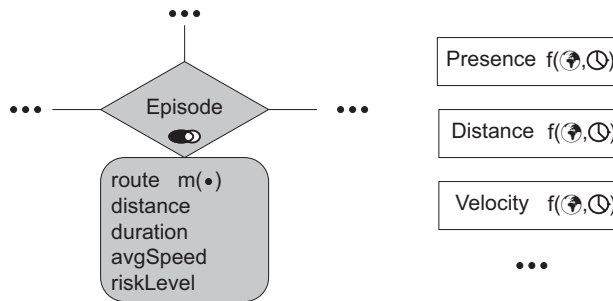 •••
••• Episode •••
route m(•)
distance
duration
avgSpeed
riskLevel
Presence f(,)
Distance f(,)
Velocity f(,)
•••